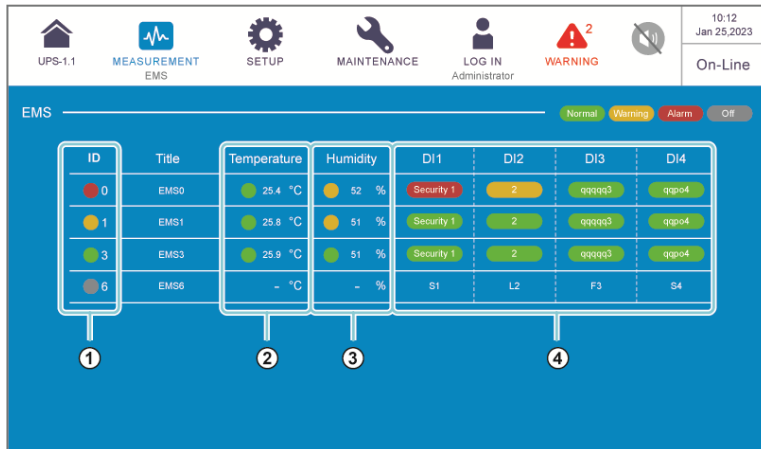 10:12
Jan 25,2023
UPS-1.1 MEASUREMENT SETUP MAINTENANCE LOG IN WARNING 2
EMS Administrator
On-Line
EMS Normal Warning Alarm Off
ID Title Temperature Humidity DI1 DI2 DI3 DI4
0 EMS0 25.4 °C 52 % Security 1 2 qqqqq3 qqpo4
1 EMS1 25.8 °C 51 % Security 1 2 qqqqq3 qqpo4
3 EMS3 25.9 °C 51 % Security 1 2 qqqqq3 qqpo4
6 EMS6 – °C – % S1 L2 F3 S4
1 2 3 4